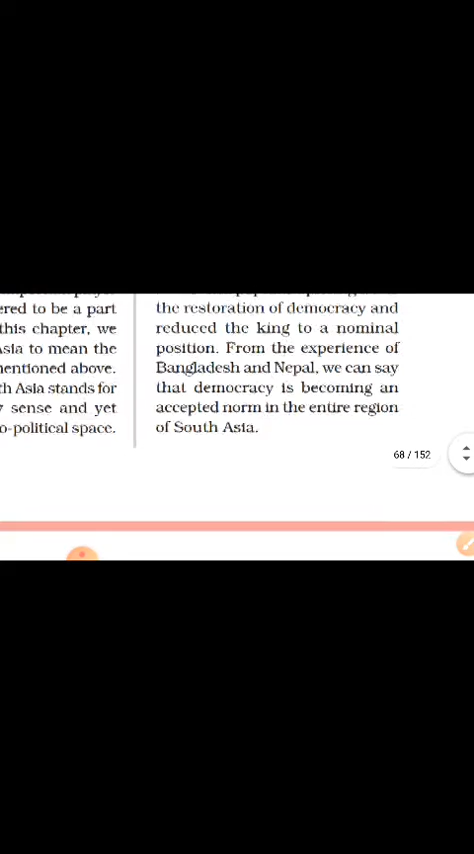 ered to be a part
this chapter, we
sia to mean the
mentioned above.
h Asia stands for
sense and yet
o-political space.
the restoration of democracy and
reduced the king to a nominal
position. From the experience of
Bangladesh and Nepal, we can say
that democracy is becoming an
accepted norm in the entire region
of South Asia.
68 / 152